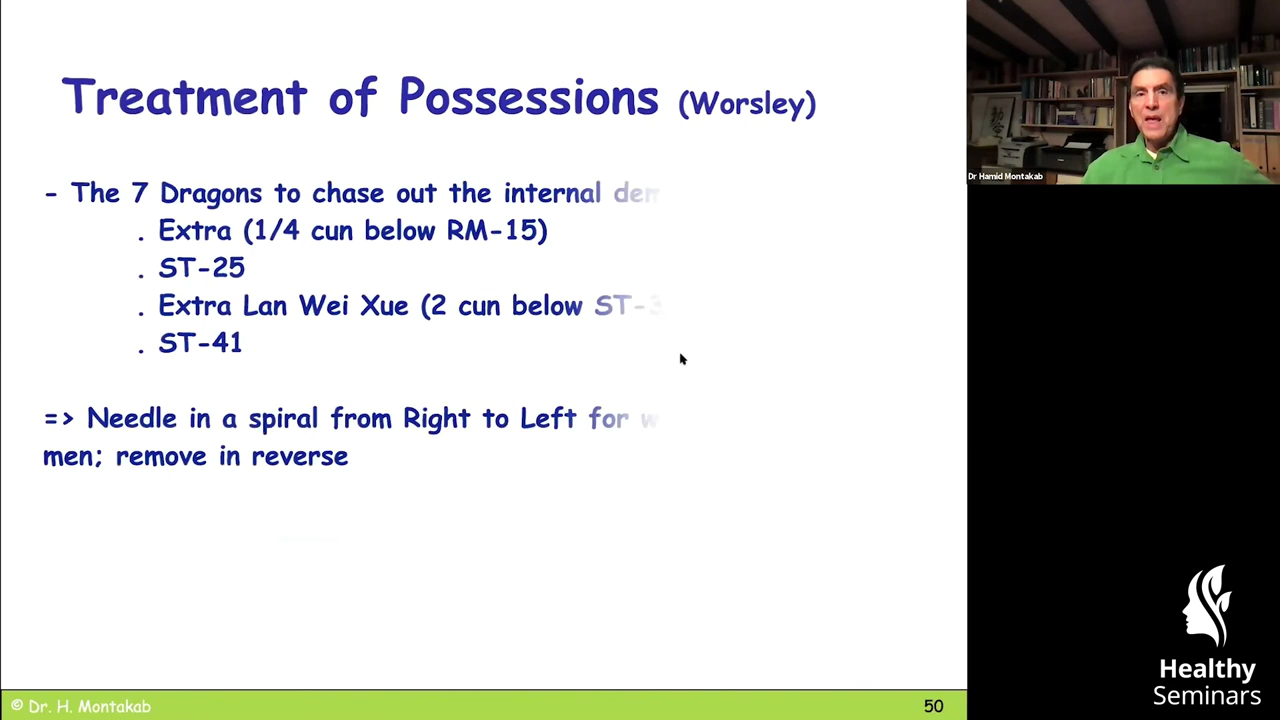 Treatment of Possessions (Worsley)
- The 7 Dragons to chase out the internal
. Extra (1/4 cun below RM-15)
. ST-25
. Extra Lan Wei Xue (2 cun below
. ST-41
=> Needle in a spiral from Right to Left for
men; remove in reverse
© Dr. H. Montakab
50
Dr Hamid Montakab
Healthy
Seminars